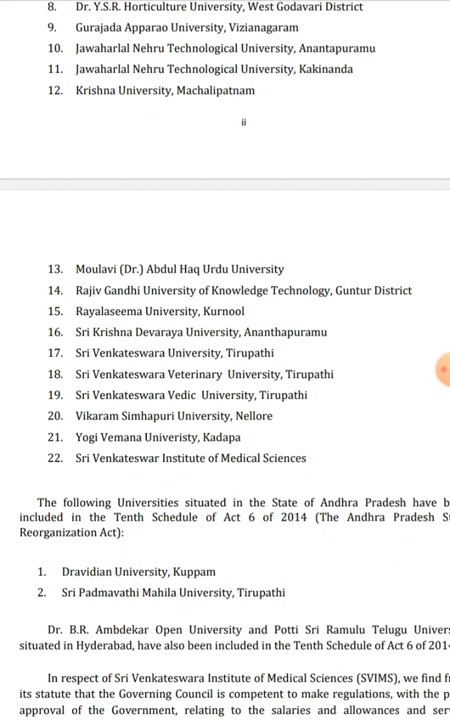 8. Dr. Y.S.R. Horticulture University, West Godavari District
9. Gurajada Apparao University, Vizianagaram
10. Jawaharlal Nehru Technological University, Anantapuramu
11. Jawaharlal Nehru Technological University, Kakinanda
12. Krishna University, Machalipatnam
ii
13. Moulavi (Dr.) Abdul Haq Urdu University
14. Rajiv Gandhi University of Knowledge Technology, Guntur District
15. Rayalaseema University, Kurnool
16. Sri Krishna Devaraya University, Ananthapuramu
17. Sri Venkateswara University, Tirupathi
18. Sri Venkateswara Veterinary University, Tirupathi
19. Sri Venkateswara Vedic University, Tirupathi
20. Vikaram Simhapuri University, Nellore
21. Yogi Vemana Univeristy, Kadapa
22. Sri Venkateswar Institute of Medical Sciences
The following Universities situated in the State of Andhra Pradesh have
included in the Tenth Schedule of Act 6 of 2014 (The Andhra Pradesh
Reorganization Act):
1. Dravidian University, Kuppam
2. Sri Padmavathi Mahila University, Tirupathi
Dr. B.R. Ambdekar Open University and Potti Sri Ramulu Telugu
situated in Hyderabad, have also been included in the Tenth Schedule of Act 6 of
In respect of Sri Venkateswara Institute of Medical Sciences (SVIMS), we find
its statute that the Governing Council is competent to make regulations, with the
approval of the Government, relating to the salaries and allowances and